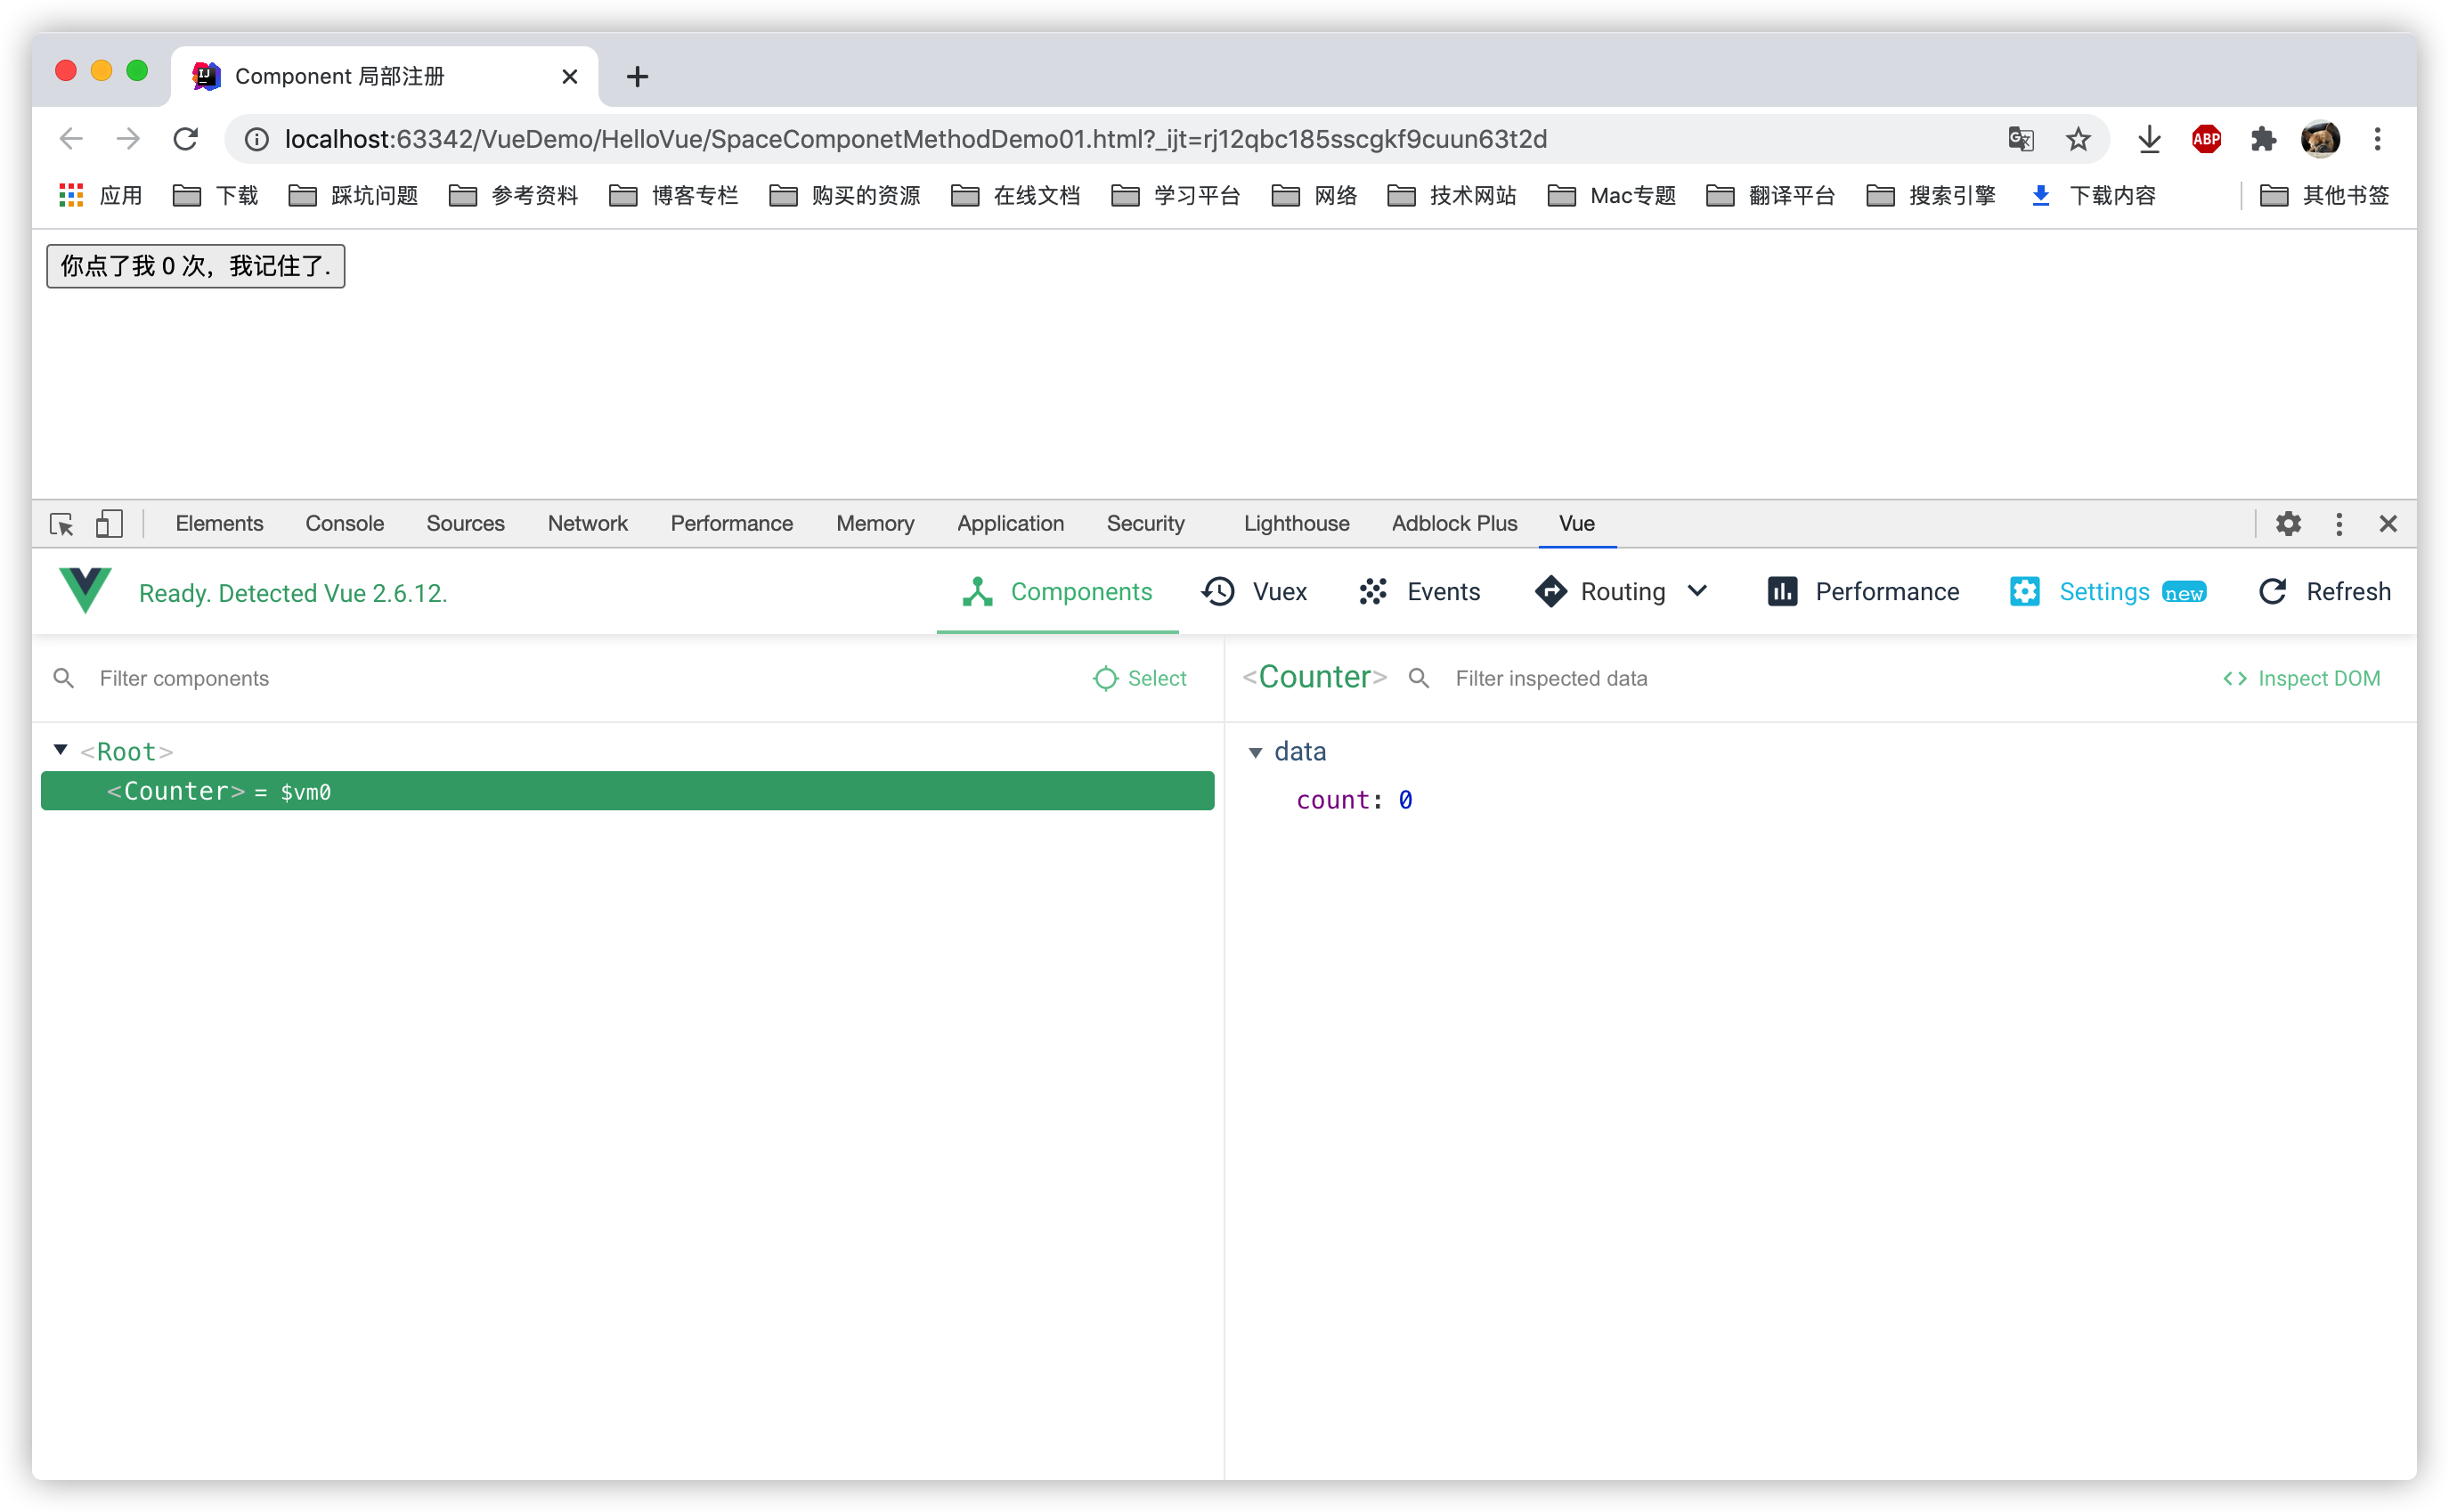 Component 局部注册
localhost:63342/VueDemo/HelloVue/SpaceComponetMethodDemo01.html?_ijt=rj12qbc185sscgkf9cuun63t2d ABP
应用 下载 踩坑问题 参考资料 博客专栏 购买的资源 在线文档 学习平台 网络 技术网站 Mac专题 翻译平台 搜索引擎 下载内容 其他书签
你点了我 0 次，我记住了.
Elements Console Sources Network Performance Memory Application Security Lighthouse Adblock Plus Vue
Ready. Detected Vue 2.6.12. Components Vuex Events Routing Performance Settings new Refresh
Filter components Select <Counter> Filter inspected data <> Inspect DOM
<Root> data
<Counter> = $vm0
count: 0